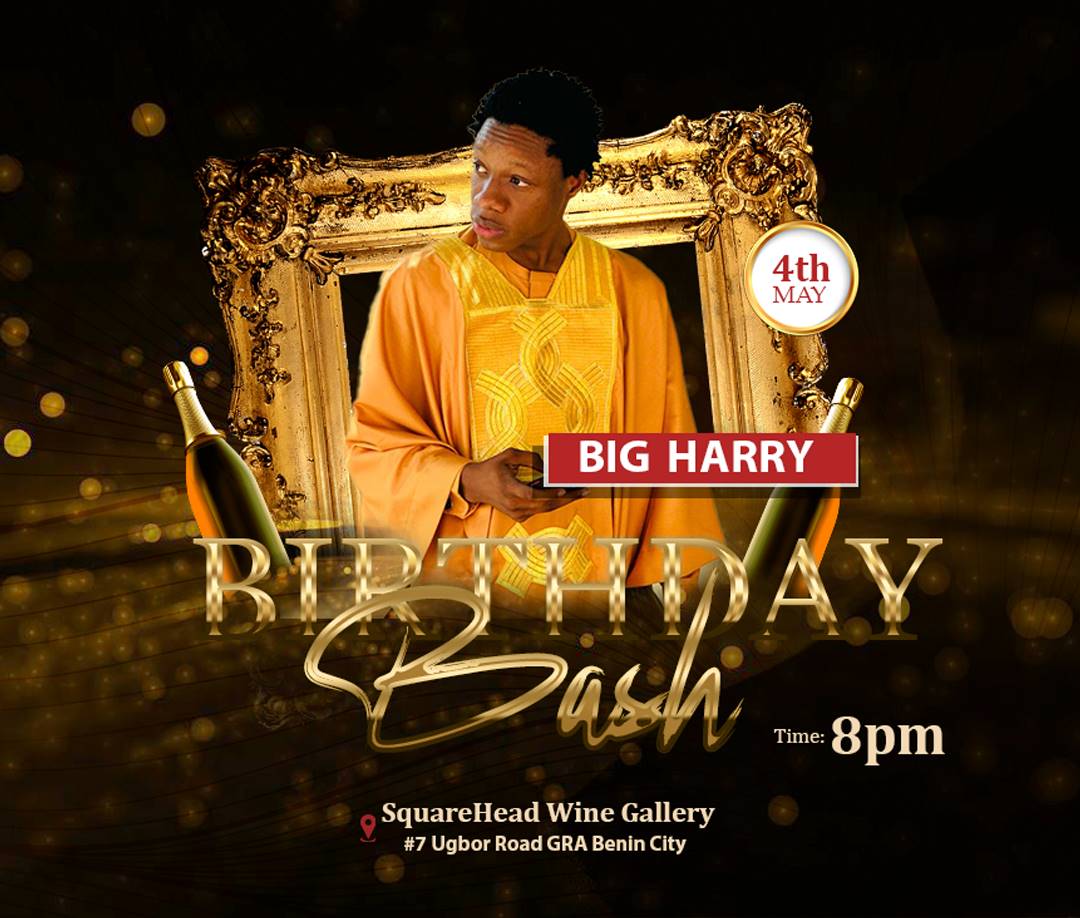 4th
MAY
BIG HARRY
BIRTHDAY
Bash
Time: 8pm
SquareHead Wine Gallery
#7 Ugbor Road GRA Benin City